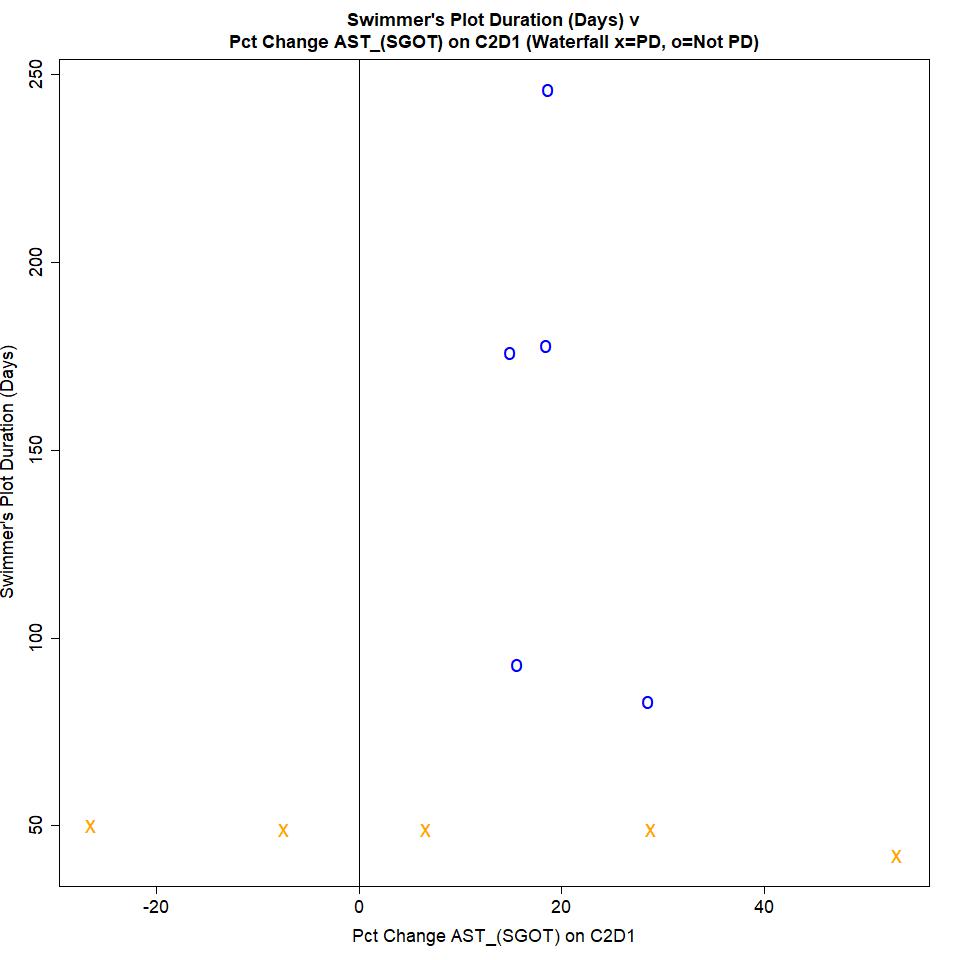 Swimmer's Plot Duration (Days) v
Pct Change AST_(SGOT) on C2D1 (Waterfall x=PD, o=Not PD)
Swimmer's Plot Duration (Days)
250
200
150
100
50
o
o
o
o
o
x
x
x
x
x
-20
0
20
40
Pct Change AST_(SGOT) on C2D1